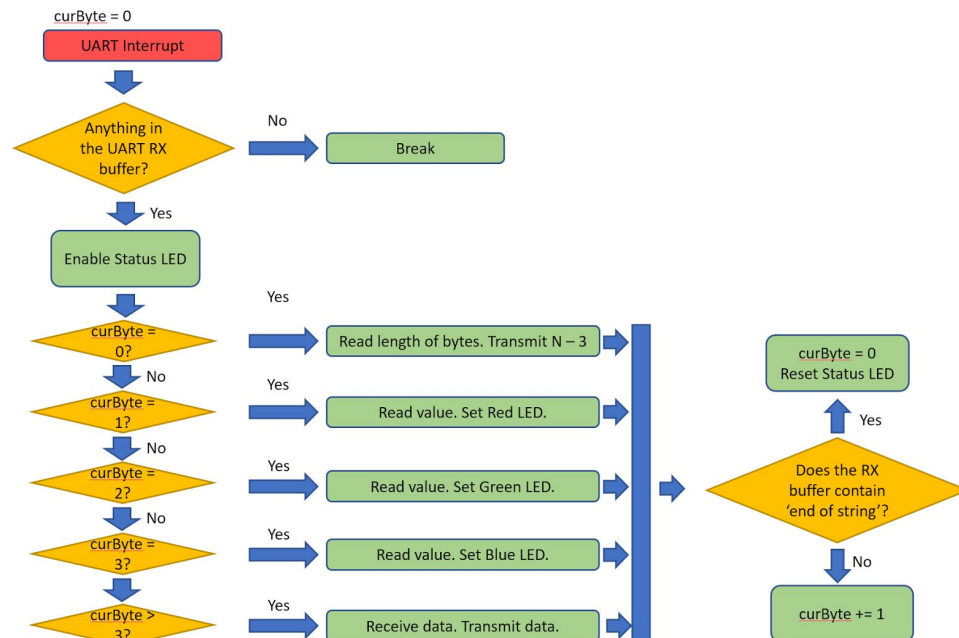 curByte = 0
UART Interrupt
Anything in
the UART RX
buffer?
No
Break
Yes
Enable Status LED
curByte =
0?
Yes
Read length of bytes. Transmit N – 3
No
curByte =
1?
Yes
Read value. Set Red LED.
No
curByte =
2?
Yes
Read value. Set Green LED.
No
curByte =
3?
Yes
Read value. Set Blue LED.
curByte >
3?
Yes
Receive data. Transmit data.
curByte = 0
Reset Status LED
Yes
Does the RX
buffer contain
‘end of string’?
No
curByte += 1